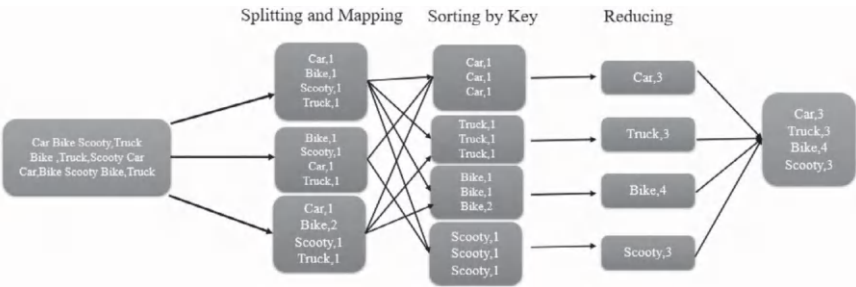 Splitting and Mapping
Sorting by Key
Reducing
Car Bike Scooty,Truck
Bike ,Truck,Scooty Car
Car,Bike Scooty Bike,Truck
Car,1
Bike,1
Scooty,1
Truck,1
Bike,1
Scooty,1
Car,1
Truck,1
Car,1
Bike,2
Scooty,1
Truck,1
Car,1
Car,1
Car,1
Truck,1
Truck,1
Truck,1
Bike,1
Bike,1
Bike,2
Scooty,1
Scooty,1
Scooty,1
Car,3
Truck,3
Bike,4
Scooty,3
Car,3
Truck,3
Bike,4
Scooty,3